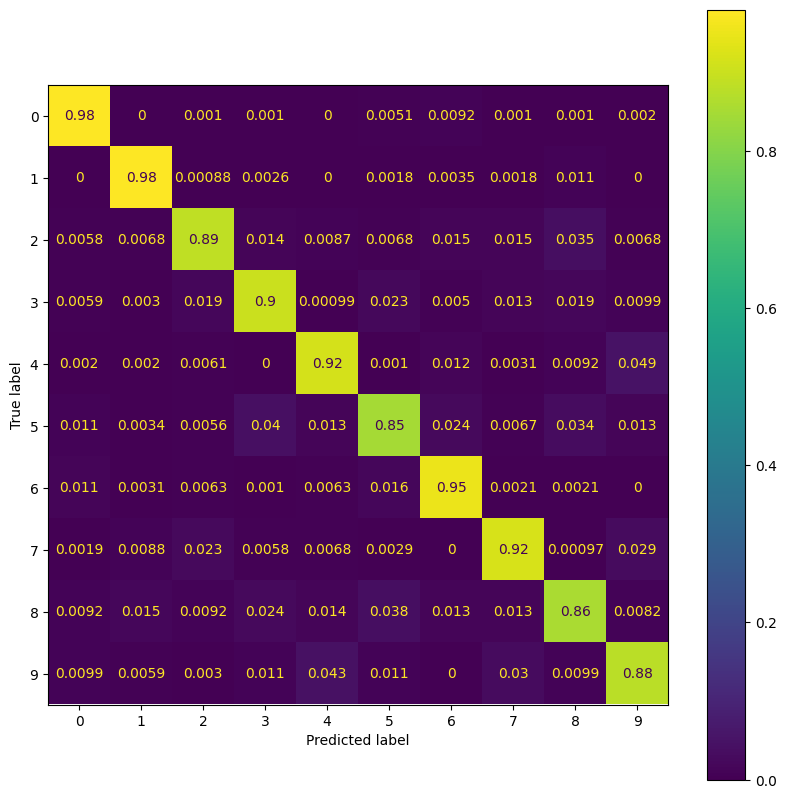 0 0.98 0 0.001 0.001 0 0.0051 0.0092 0.001 0.001 0.002
1 0 0.98 0.00088 0.0026 0 0.0018 0.0035 0.0018 0.011 0
2 0.0058 0.0068 0.89 0.014 0.0087 0.0068 0.015 0.015 0.035 0.0068
3 0.0059 0.003 0.019 0.9 0.00099 0.023 0.005 0.013 0.019 0.0099
4 0.002 0.002 0.0061 0 0.92 0.001 0.012 0.0031 0.0092 0.049
5 0.011 0.0034 0.0056 0.04 0.013 0.85 0.024 0.0067 0.034 0.013
6 0.011 0.0031 0.0063 0.001 0.0063 0.016 0.95 0.0021 0.0021 0
7 0.0019 0.0088 0.023 0.0058 0.0068 0.0029 0 0.92 0.00097 0.029
8 0.0092 0.015 0.0092 0.024 0.014 0.038 0.013 0.013 0.86 0.0082
9 0.0099 0.0059 0.003 0.011 0.043 0.011 0 0.03 0.0099 0.88
0 1 2 3 4 5 6 7 8 9
Predicted label
True label
0.8
0.6
0.4
0.2
0.0